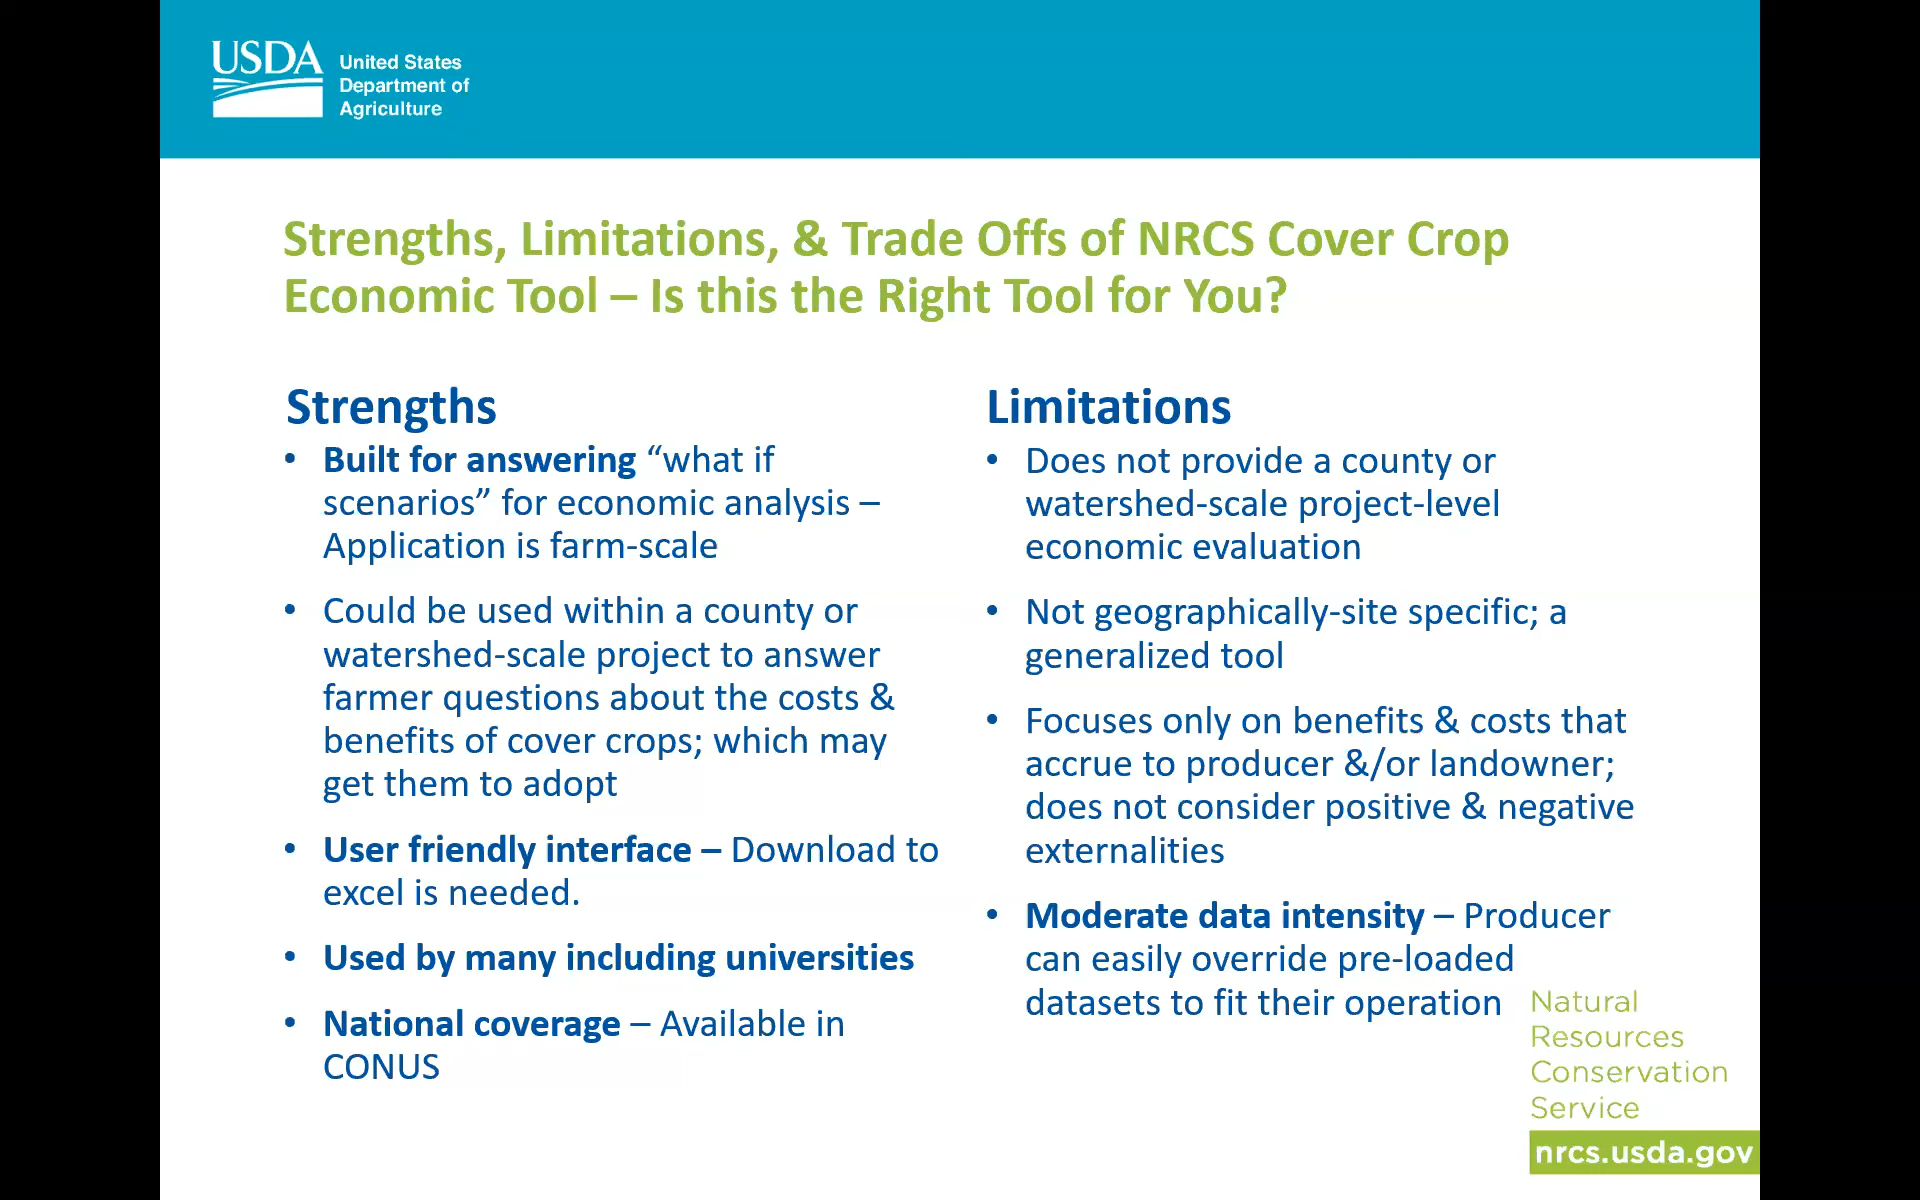 USDA
United States
Department of
Agriculture
Strengths, Limitations, & Trade Offs of NRCS Cover Crop
Economic Tool – Is this the Right Tool for You?
Strengths
• Built for answering “what if
scenarios” for economic analysis –
Application is farm-scale
• Could be used within a county or
watershed-scale project to answer
farmer questions about the costs &
benefits of cover crops; which may
get them to adopt
• User friendly interface – Download to
excel is needed.
• Used by many including universities
• National coverage – Available in
CONUS
Limitations
• Does not provide a county or
watershed-scale project-level
economic evaluation
• Not geographically-site specific; a
generalized tool
• Focuses only on benefits & costs that
accrue to producer &/or landowner;
does not consider positive & negative
externalities
• Moderate data intensity – Producer
can easily override pre-loaded
datasets to fit their operation
Natural
Resources
Conservation
Service
nrcs.usda.gov